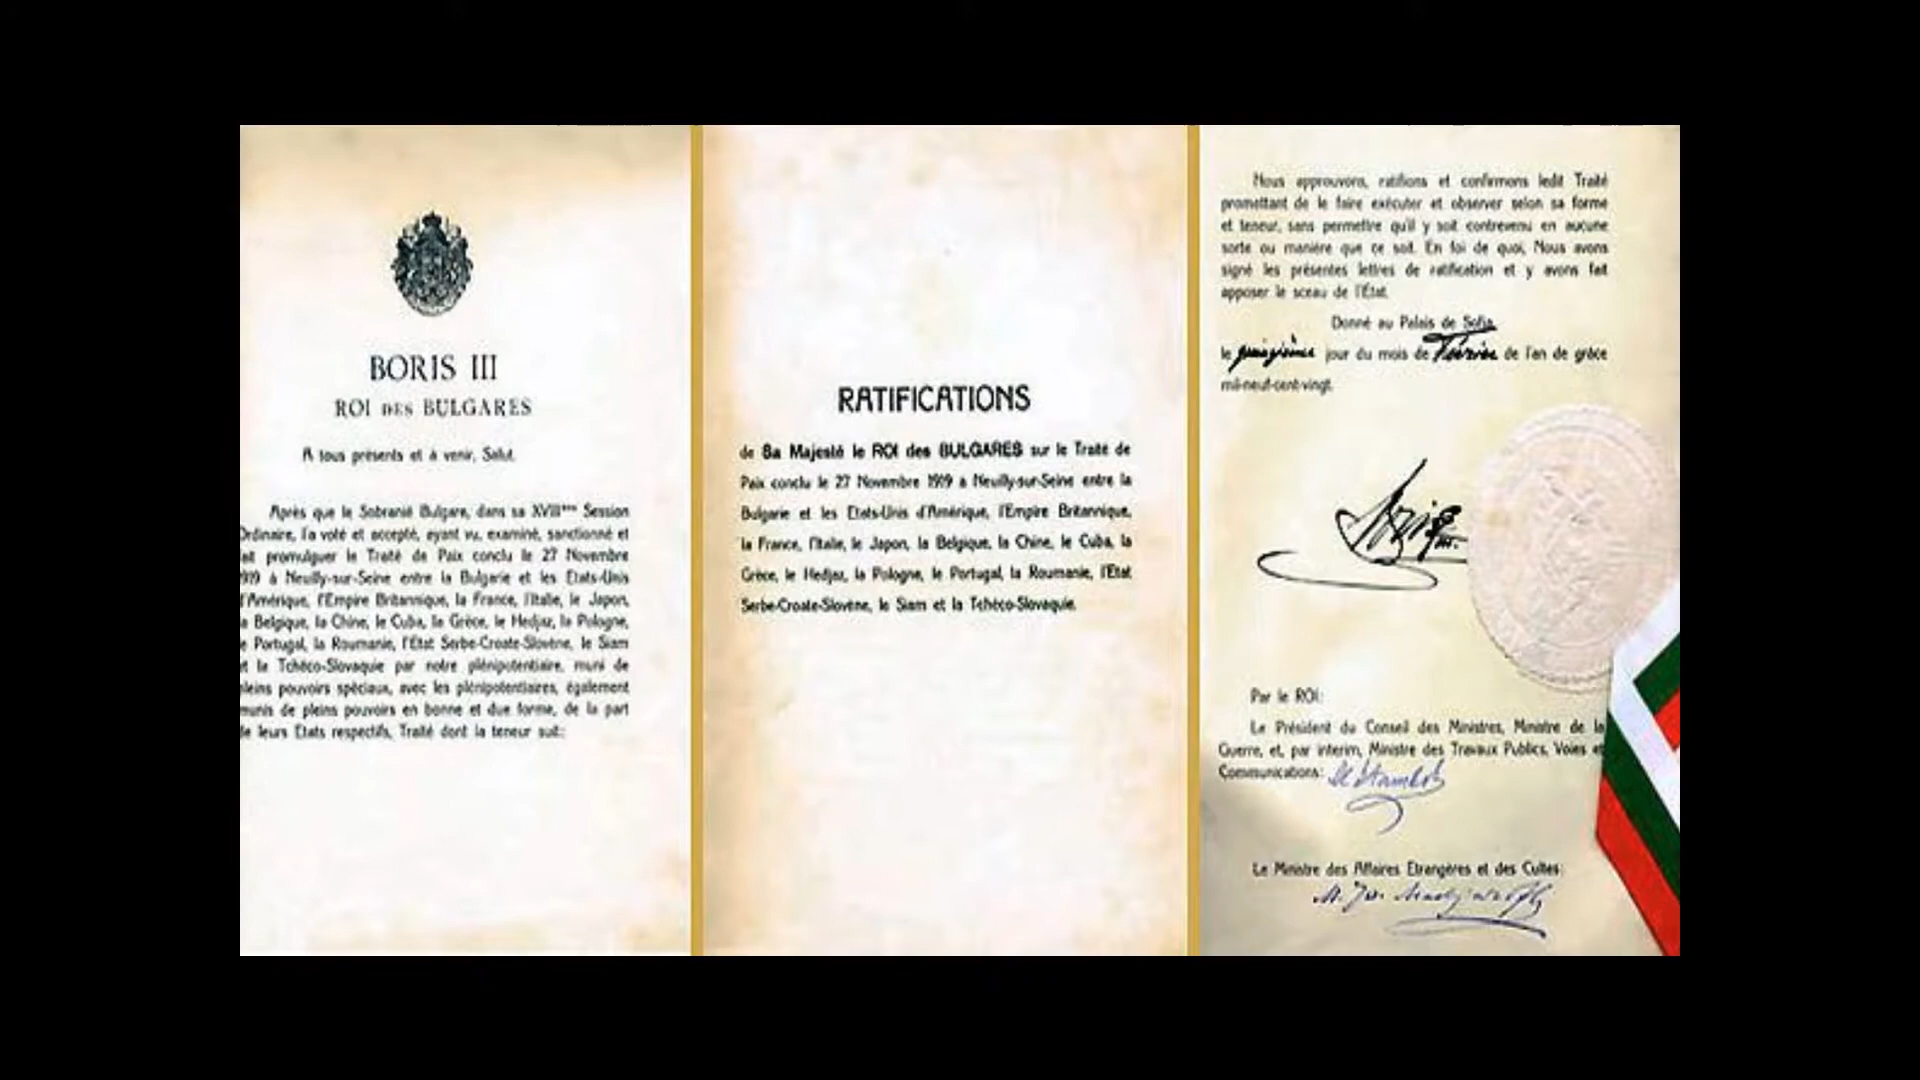 BORIS III
ROI DES BULGARES
A tous présents et à venir, Salut.
Après que le Sobranié Bulgare, dans sa XVIIIème Session
Ordinaire, l'a voté et accepté, ayant vu, examiné, sanctionné et
ait promulguer le Traité de Paix conclu le 27 Novembre
919 à Neuilly-sur-Seine entre la Bulgarie et les Etats-Unis
d'Amérique, l'Empire Britannique, la France, l'Italie, le Japon,
a Belgique, la Chine, le Cuba, la Grèce, le Hedjaz, la Pologne,
e Portugal, la Roumanie, l'Etat Serbe-Croate-Slovène, le Siam
et la Tchéco-Slovaquie par notre plénipotentiaire, muni de
pleins pouvoirs spéciaux, avec les plénipotentiaires, également
munis de pleins pouvoirs en bonne et due forme, de la part
de leurs Etats respectifs, Traité dont la teneur suit:
RATIFICATIONS
de Sa Majesté le ROI des BULGARES sur le Traité de
Paix conclu le 27 Novembre 1919 à Neuilly-sur-Seine entre la
Bulgarie et les Etats-Unis d'Amérique, l'Empire Britannique,
la France, l'Italie, le Japon, la Belgique, la Chine, le Cuba, la
Grèce, le Hedjaz, la Pologne, le Portugal, la Roumanie, l'Etat
Serbe-Croate-Slovène, le Siam et la Tchéco-Slovaquie.
Nous approuvons, ratifions et confirmons ledit Traité
promettant de le faire exécuter et observer selon sa forme
et teneur, sans permettre qu'il y soit contrevenu en aucune
sorte ou manière que ce soit. En foi de quoi, Nous avons
signé les présentes lettres de ratification et y avons fait
apposer le sceau de l'État.
Donné au Palais de Sofia
le jour du mois de de l'an de grâce
mil-neuf-cent-vingt.
Par le ROI:
Le Président du Conseil des Ministres, Ministre de la
Guerre, et, par interim, Ministre des Travaux Publics, Voies et
Communications:
Le Ministre des Affaires Etrangères et des Cultes: